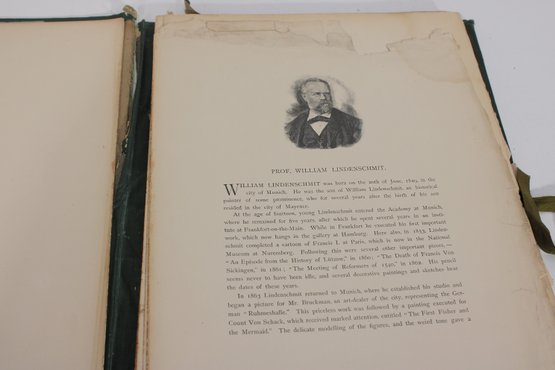 PROF. WILLIAM LINDENSCHMIT.
WILLIAM LINDENSCHMIT was born on the 20th of June, 1829, in the
city of Munich. He was the son of William Lindenschmit, an historical
painter of some prominence, who for several years after the birth of his son
resided in the city of Mayence.
At the age of fourteen, young Lindenschmit entered the Academy at Munich,
where he remained for five years, after which he spent several years in an insti-
tute at Frankfort-on-the-Main. While in Frankfort he executed his first important
work, which now hangs in the gallery at Hamburg. Here also, in 1853, Linden-
schmit completed a cartoon of Francis I. at Paris, which is now in the National
Museum at Nuremberg. Following this were several other important pieces,—
"An Episode from the History of Lützow," in 1860; "The Death of Francis Von
Sickingen," in 1861; "The Meeting of Reformers of 1540," in 1862. His pencil
seems never to have been idle, and several decorative paintings and sketches bear
the dates of these years.
In 1863 Lindenschmit returned to Munich, where he established his studio and
began a picture for Mr. Bruckman, an art-dealer of the city, representing the Ger-
man "Ruhmeshalle." This priceless work was followed by a painting executed for
Count Von Schack, which received marked attention, entitled "The First Fisher and
the Mermaid." The delicate modelling of the figures, and the weird tone gave a